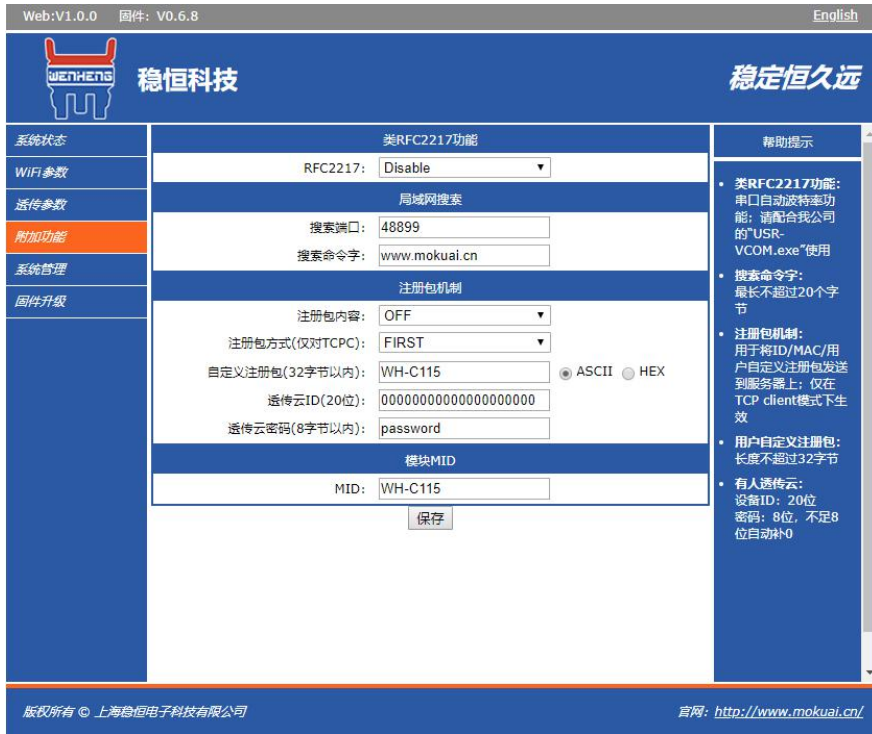 Web:V1.0.0 固件: V0.6.8 English
WENHENG
稳恒科技
稳定恒久远
系统状态
WiFi参数
透传参数
附加功能
系统管理
固件升级
类RFC2217功能
RFC2217: Disable
局域网搜索
搜索端口: 48899
搜索命令字: www.mokuai.cn
注册包机制
注册包内容: OFF
注册包方式(仅对TCPC): FIRST
自定义注册包(32字节以内): WH-C115 ASCII HEX
透传云ID(20位): 00000000000000000000
透传云密码(8字节以内): password
模块MID
MID: WH-C115
保存
帮助提示
• 类RFC2217功能:
串口自动波特率功
能; 请配合我公司
的"USR-
VCOM.exe"使用
• 搜索命令字:
最长不超过20个字
节
• 注册包机制:
用于将ID/MAC/用
户自定义注册包发送
到服务器上; 仅在
TCP client模式下生
效
• 用户自定义注册包:
长度不超过32字节
• 有人透传云:
设备ID: 20位
密码: 8位, 不足8
位自动补0
版权所有 © 上海稳恒电子科技有限公司
官网: http://www.mokuai.cn/